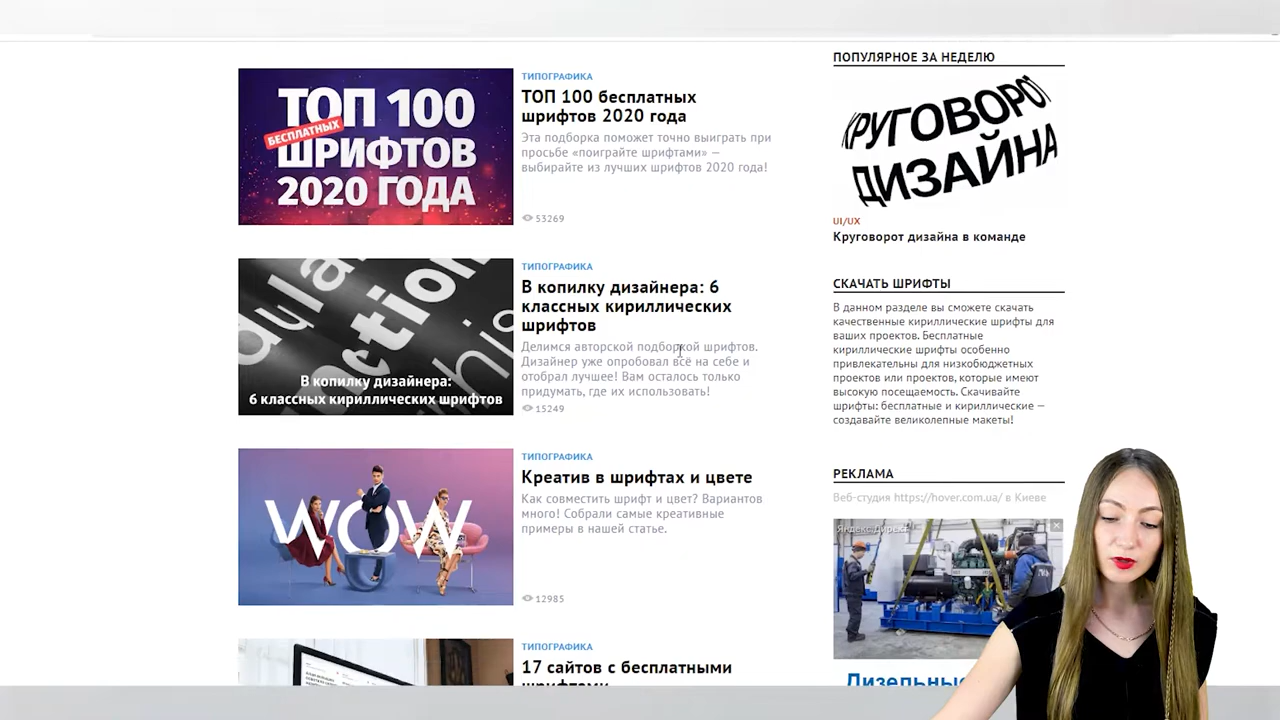 ТОП 100
БЕСПЛАТНЫХ
ШРИФТОВ
2020 ГОДА
ТИПОГРАФИКА
ТОП 100 бесплатных
шрифтов 2020 года
Эта подборка поможет точно выиграть при
просьбе «поиграйте шрифтами» —
выбирайте из лучших шрифтов 2020 года!
53269
В копилку дизайнера:
6 классных кириллических шрифтов
ТИПОГРАФИКА
В копилку дизайнера: 6
классных кириллических
шрифтов
Делимся авторской подборкой шрифтов.
Дизайнер уже опробовал всё на себе и
отобрал лучшее! Вам осталось только
придумать, где их использовать!
15249
WOW
ТИПОГРАФИКА
Креатив в шрифтах и цвете
Как совместить шрифт и цвет? Вариантов
много! Собрали самые креативные
примеры в нашей статье.
12985
ТИПОГРАФИКА
17 сайтов с бесплатными
шрифтами
ПОПУЛЯРНОЕ ЗА НЕДЕЛЮ
КРУГОВОРОТ
ДИЗАЙНА
UI/UX
Круговорот дизайна в команде
СКАЧАТЬ ШРИФТЫ
В данном разделе вы сможете скачать
качественные кириллические шрифты для
ваших проектов. Бесплатные
кириллические шрифты особенно
привлекательны для низкобюджетных
проектов или проектов, которые имеют
высокую посещаемость. Скачивайте
шрифты: бесплатные и кириллические —
создавайте великолепные макеты!
РЕКЛАМА
Веб-студия https://hover.com.ua/ в Киеве
Яндекс.Директ
Дизельные